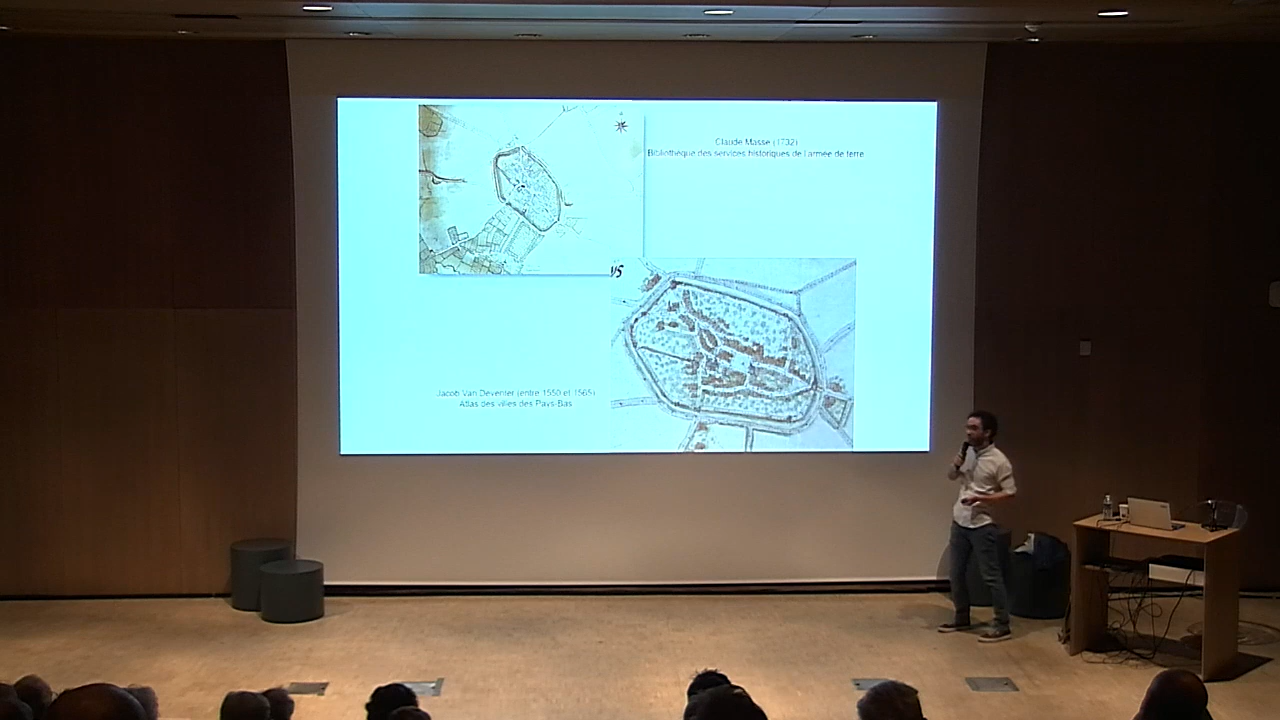 Claude Masse (1732)
Bibliothèque des services historiques de l'armée de terre
Jacob Van Deventer (entre 1550 et 1565)
Atlas des villes des Pays-Bas